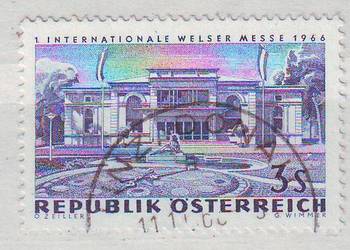 1. INTERNATIONALE WELSER MESSE 1966
3s
REPUBLIK ÖSTERREICH
O. ZEILLER G. WIMMER